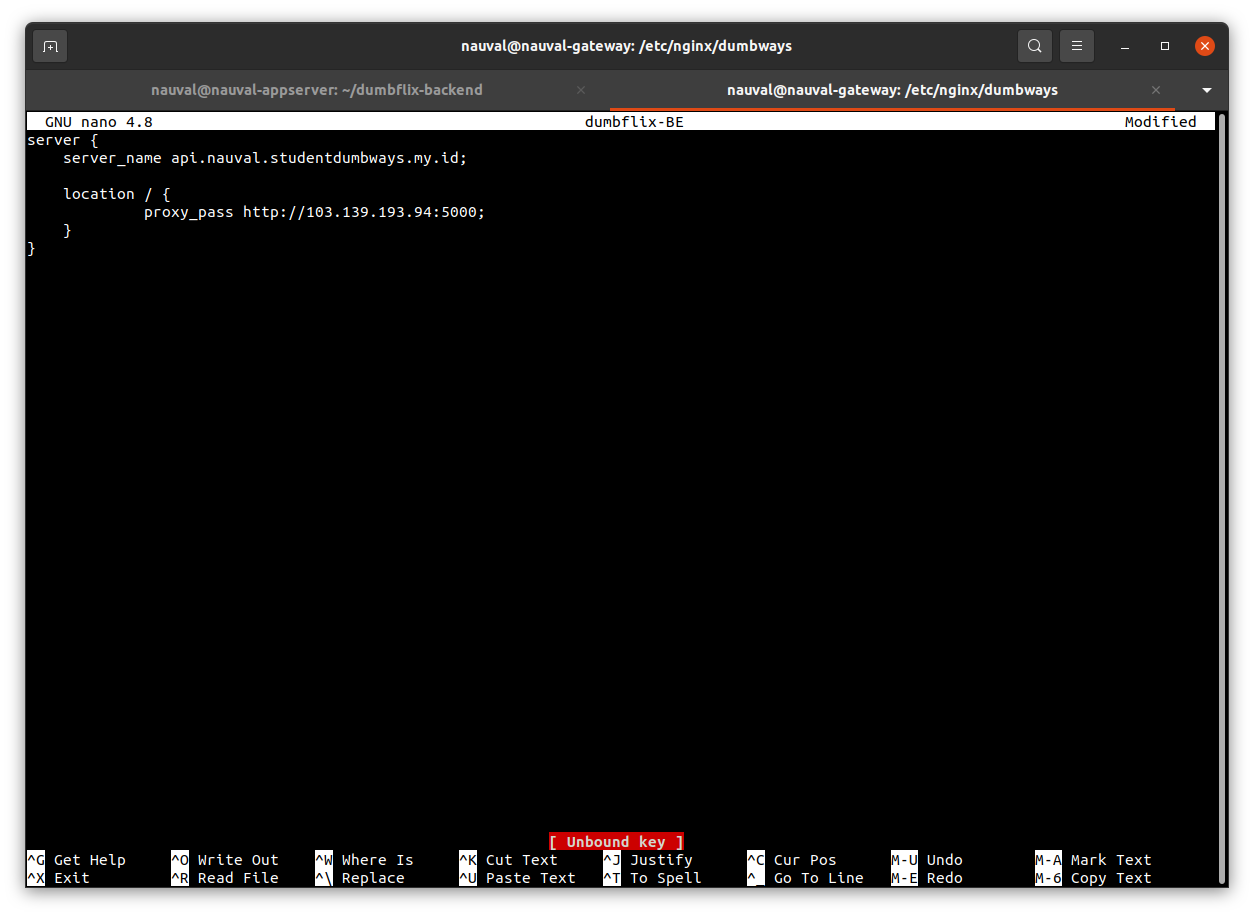 nauval@nauval-gateway: /etc/nginx/dumbways
nauval@nauval-appserver: ~/dumbflix-backend
nauval@nauval-gateway: /etc/nginx/dumbways
GNU nano 4.8 dumbflix-BE Modified
server {
    server_name api.nauval.studentdumbways.my.id;

    location / {
             proxy_pass http://103.139.193.94:5000;
    }
}
[ Unbound key ]
^G Get Help ^O Write Out ^W Where Is ^K Cut Text ^J Justify ^C Cur Pos M-U Undo M-A Mark Text
^X Exit ^R Read File ^\ Replace ^U Paste Text ^T To Spell ^_ Go To Line M-E Redo M-6 Copy Text